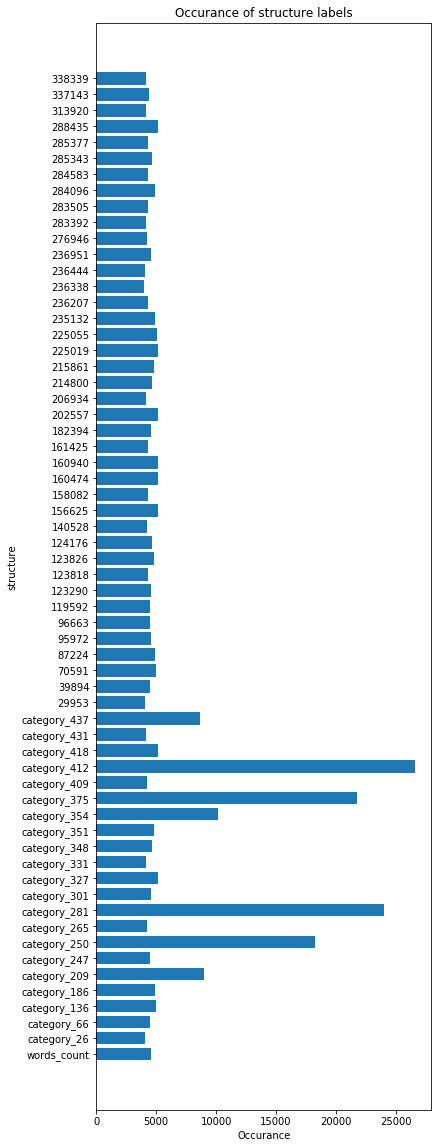 Occurance of structure labels
338339
337143
313920
288435
285377
285343
284583
284096
283505
283392
276946
236951
236444
236338
236207
235132
225055
225019
215861
214800
206934
202557
182394
161425
160940
160474
158082
156625
140528
124176
123826
123818
123290
119592
96663
95972
87224
70591
39894
29953
category_437
category_431
category_418
category_412
category_409
category_375
category_354
category_351
category_348
category_331
category_327
category_301
category_281
category_265
category_250
category_247
category_209
category_186
category_136
category_66
category_26
words_count
structure
0 5000 10000 15000 20000 25000
Occurance